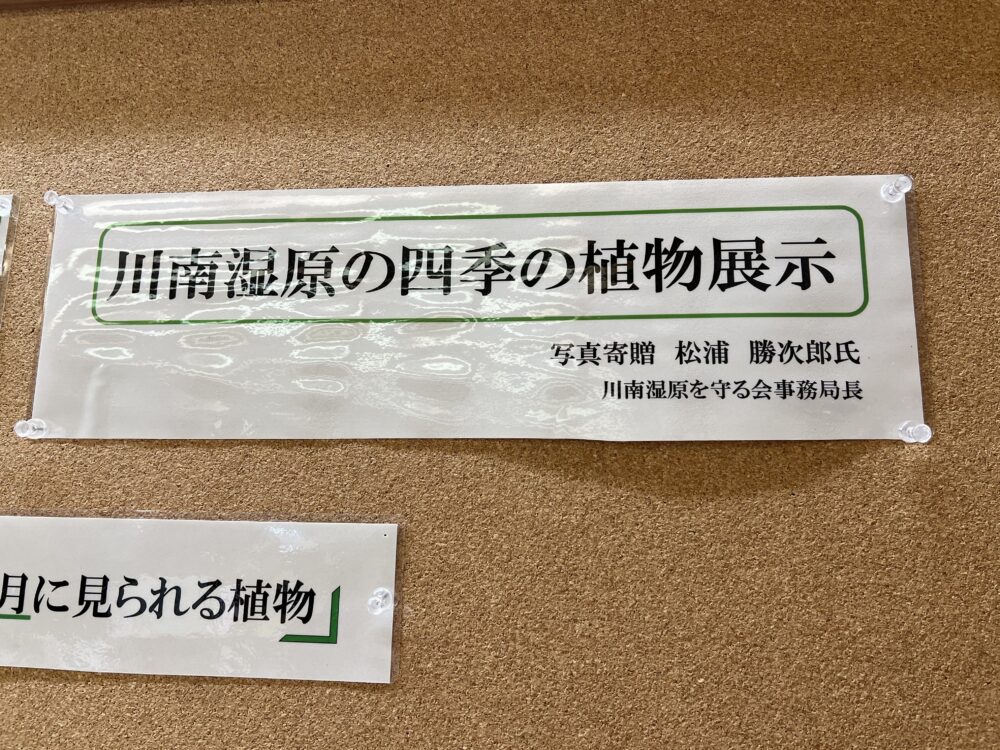 川南湿原の四季の植物展示
写真寄贈 松浦 勝次郎氏
川南湿原を守る会事務局長
月に見られる植物